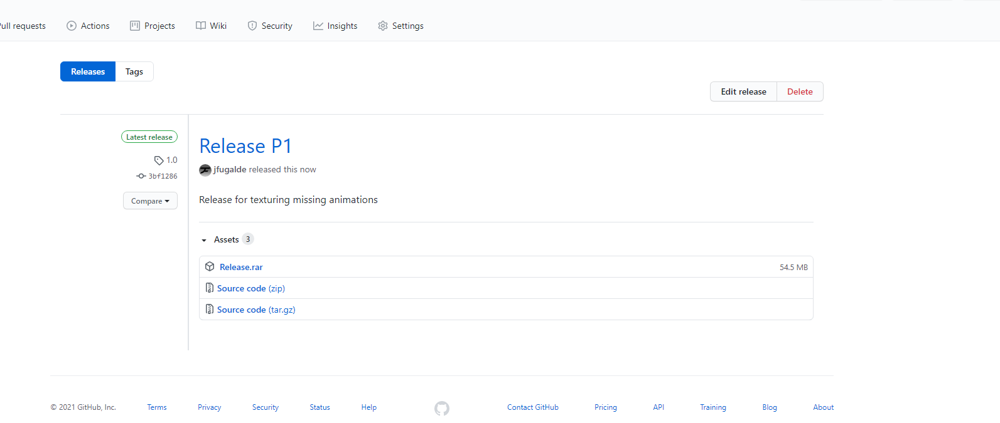 Pull requests Actions Projects Wiki Security Insights Settings
Releases Tags
Edit release Delete
Latest release
1.0
3bf1286
Compare
Release P1
jfugalde released this now
Release for texturing missing animations
Assets 3
Release.rar 54.5 MB
Source code (zip)
Source code (tar.gz)
© 2021 GitHub, Inc. Terms Privacy Security Status Help Contact GitHub Pricing API Training Blog About